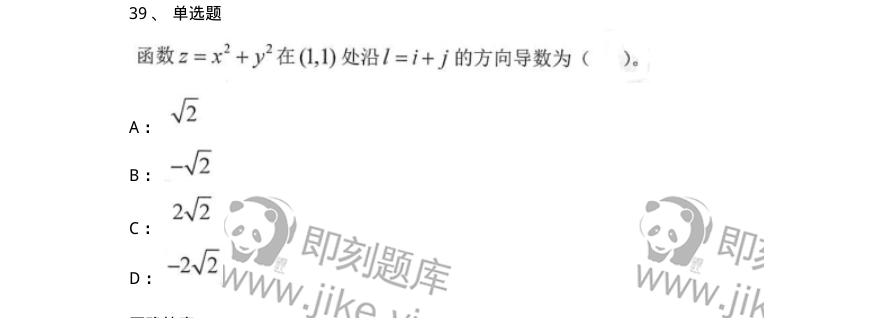 39、 单选题
函数 z = x² + y² 在 (1,1) 处沿 l = i + j 的方向导数为（　　）。
A： √2
B： −√2
C： 2√2
D： −2√2
即刻题库
www.jike
即
www.jik